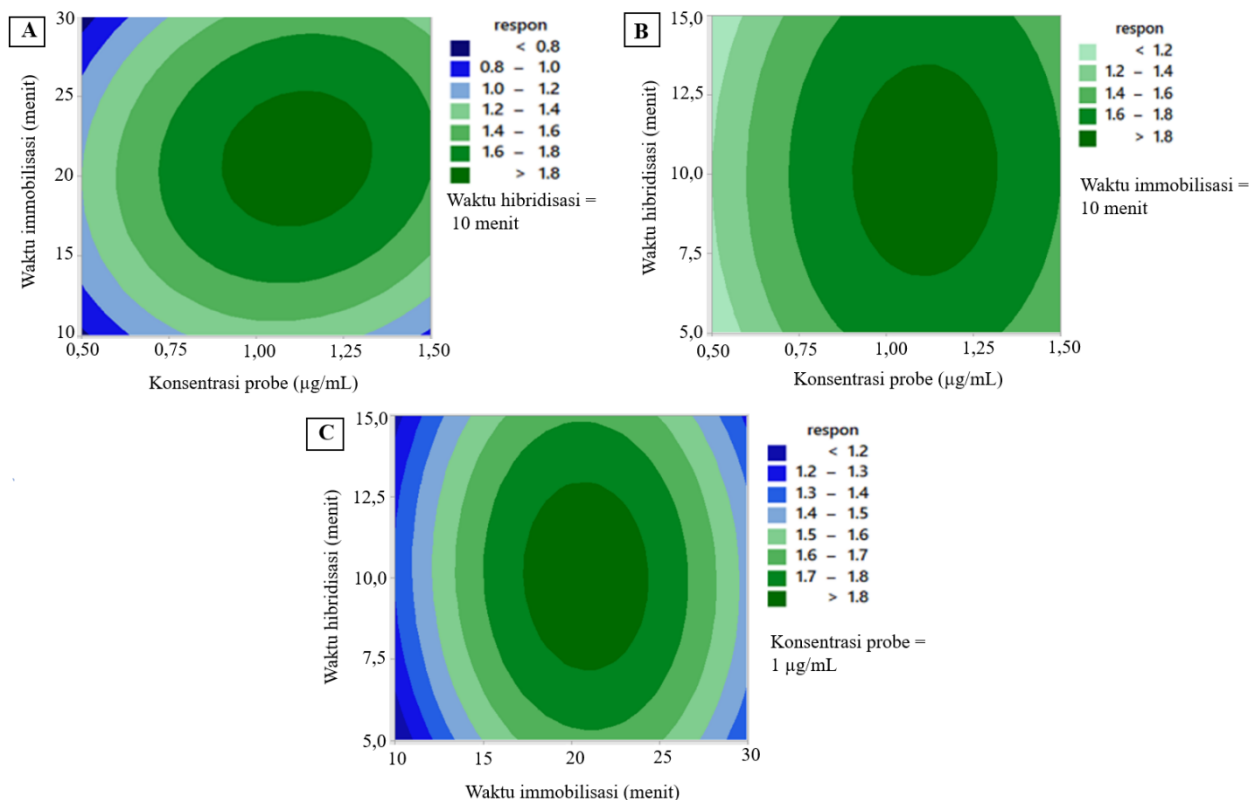 A
30
25
20
15
10
Waktu immobilisasi (menit)
0,50 0,75 1,00 1,25 1,50
Konsentrasi probe (µg/mL)
respon
< 0.8
0.8 – 1.0
1.0 – 1.2
1.2 – 1.4
1.4 – 1.6
1.6 – 1.8
> 1.8
Waktu hibridisasi =
10 menit
B
15,0
12,5
10,0
7,5
5,0
Waktu hibridisasi (menit)
0,50 0,75 1,00 1,25 1,50
Konsentrasi probe (µg/mL)
respon
< 1.2
1.2 – 1.4
1.4 – 1.6
1.6 – 1.8
> 1.8
Waktu immobilisasi =
10 menit
C
15,0
12,5
10,0
7,5
5,0
Waktu hibridisasi (menit)
10 15 20 25 30
Waktu immobilisasi (menit)
respon
< 1.2
1.2 – 1.3
1.3 – 1.4
1.4 – 1.5
1.5 – 1.6
1.6 – 1.7
1.7 – 1.8
> 1.8
Konsentrasi probe =
1 µg/mL